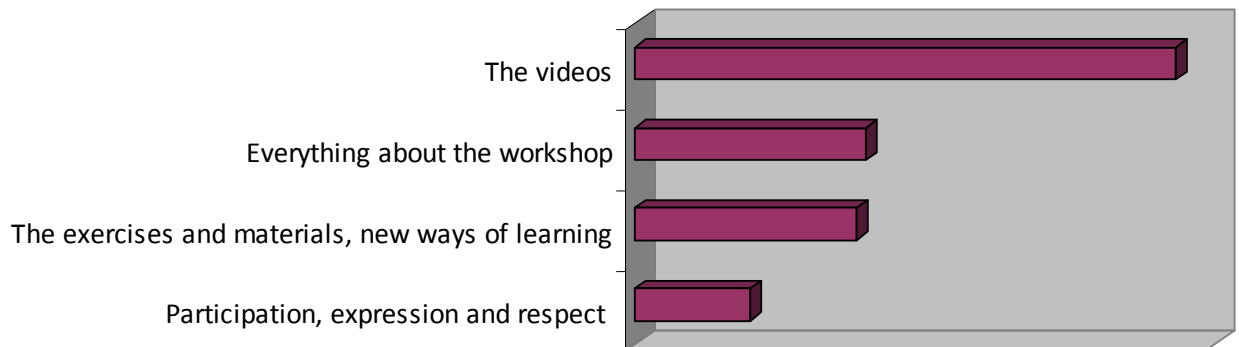 The videos
Everything about the workshop
The exercises and materials, new ways of learning
Participation, expression and respect